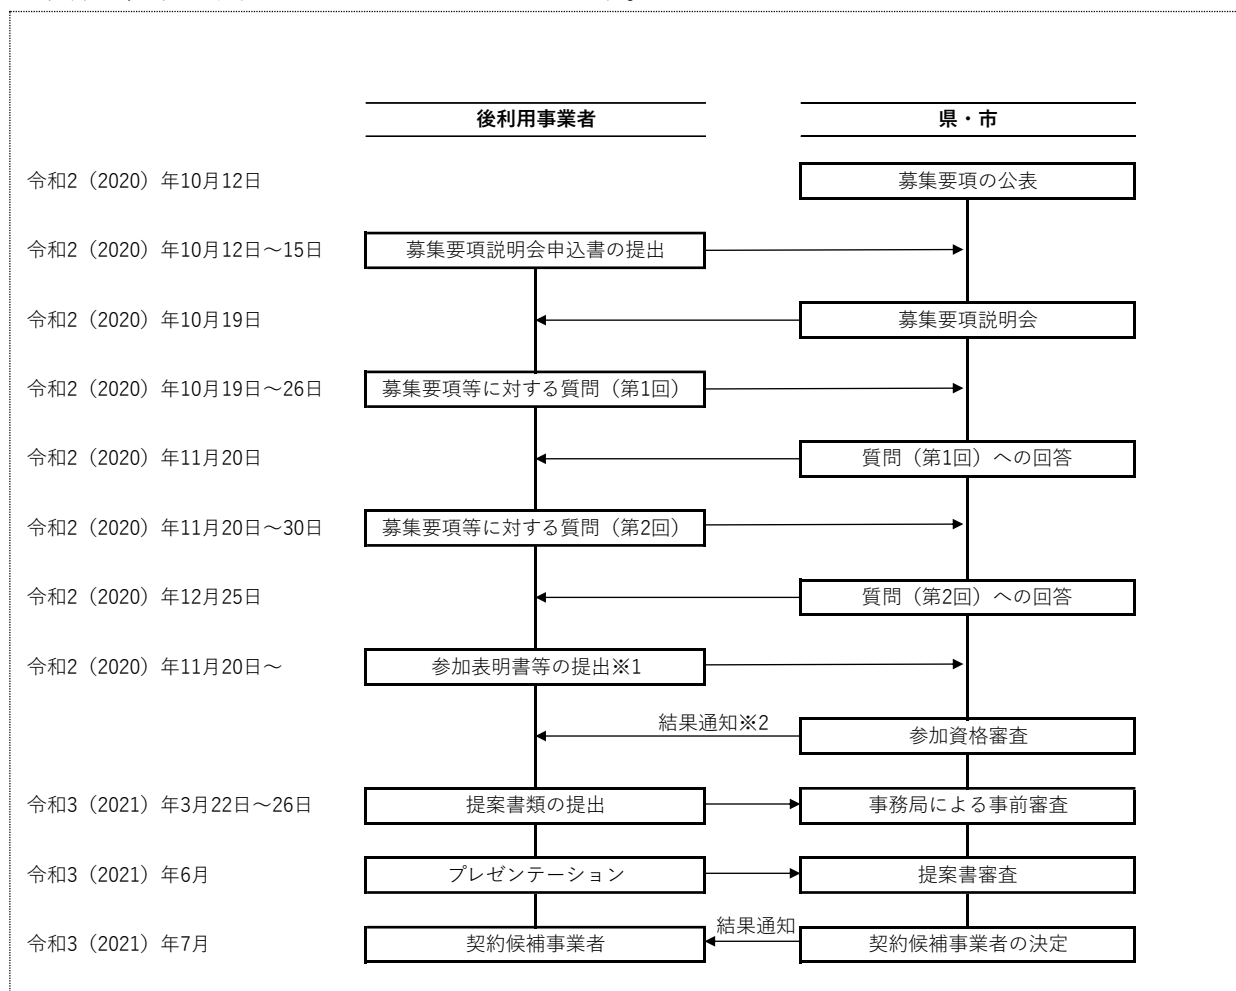 後利用事業者 県・市
令和2（2020）年10月12日 募集要項の公表
令和2（2020）年10月12日～15日 募集要項説明会申込書の提出
令和2（2020）年10月19日 募集要項説明会
令和2（2020）年10月19日～26日 募集要項等に対する質問（第1回）
令和2（2020）年11月20日 質問（第1回）への回答
令和2（2020）年11月20日～30日 募集要項等に対する質問（第2回）
令和2（2020）年12月25日 質問（第2回）への回答
令和2（2020）年11月20日～ 参加表明書等の提出※1
結果通知※2 参加資格審査
令和3（2021）年3月22日～26日 提案書類の提出 事務局による事前審査
令和3（2021）年6月 プレゼンテーション 提案書審査
令和3（2021）年7月 契約候補事業者 結果通知 契約候補事業者の決定